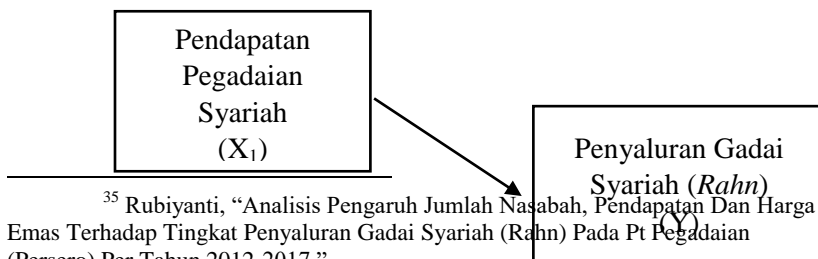 Pendapatan
Pegadaian
Syariah
(X₁)
Penyaluran Gadai
Syariah (Rahn)
(Y)
³⁵ Rubiyanti, “Analisis Pengaruh Jumlah Nasabah, Pendapatan Dan Harga
Emas Terhadap Tingkat Penyaluran Gadai Syariah (Rahn) Pada Pt Pegadaian
(Persero) Per Tahun 2012-2017.”